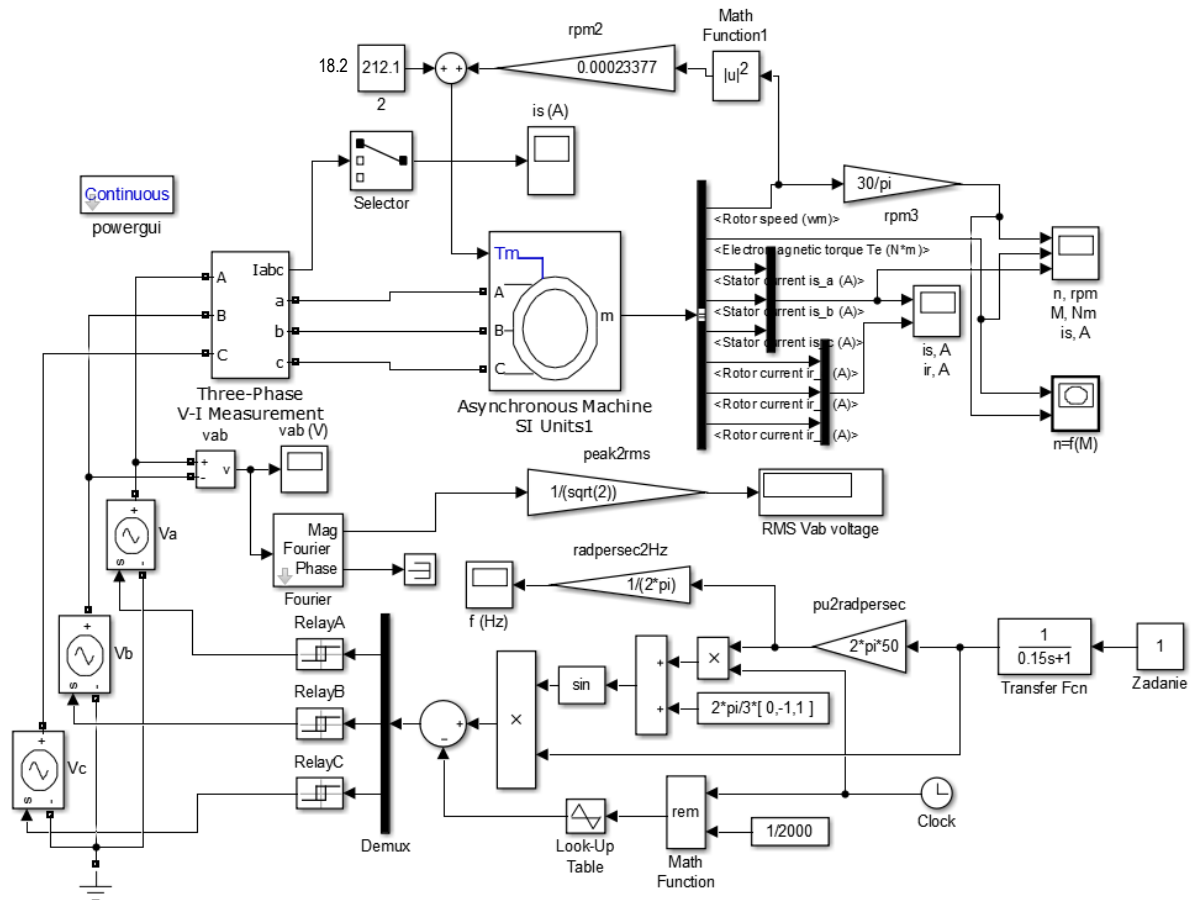 Math
Function1
rpm2
18.2
212.1
2
+ +
0.00023377
|u|²
is (A)
Selector
Continuous
powergui
30/pi
rpm3
<Rotor speed (wm)>
<Electromagnetic torque Te (N*m)>
<Stator current is_a (A)>
<Stator current is_b (A)>
<Stator current is_c (A)>
<Rotor current ir_ (A)>
<Rotor current ir_ (A)>
<Rotor current ir_ (A)>
n, rpm
M, Nm
is, A
is, A
ir, A
n=f(M)
Iabc
A
B
C
a
b
c
Three-Phase
V-I Measurement
Tm
A
B
C
m
Asynchronous Machine
SI Units1
vab
+
-
v
vab (V)
peak2rms
1/(sqrt(2))
RMS Vab voltage
Mag
Fourier
Phase
Fourier
+
s
-
Va
+
s
-
Vb
+
s
-
Vc
radpersec2Hz
1/(2*pi)
f (Hz)
pu2radpersec
2*pi*50
1
0.15s+1
Transfer Fcn
1
Zadanie
RelayA
RelayB
RelayC
Demux
+
−
×
sin
+
+
×
2*pi/3*[ 0,-1,1 ]
rem
Math
Function
1/2000
Look-Up
Table
Clock